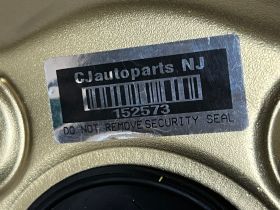 CJautoparts NJ
152573
DO NOT REMOVE SECURITY SEAL